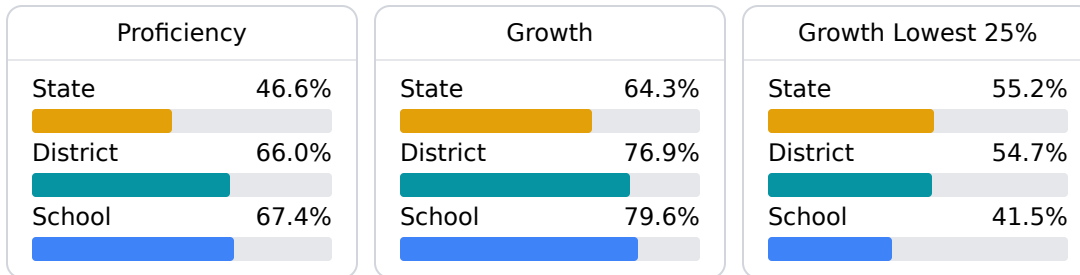 Proficiency
State 46.6%
District 66.0%
School 67.4%
Growth
State 64.3%
District 76.9%
School 79.6%
Growth Lowest 25%
State 55.2%
District 54.7%
School 41.5%